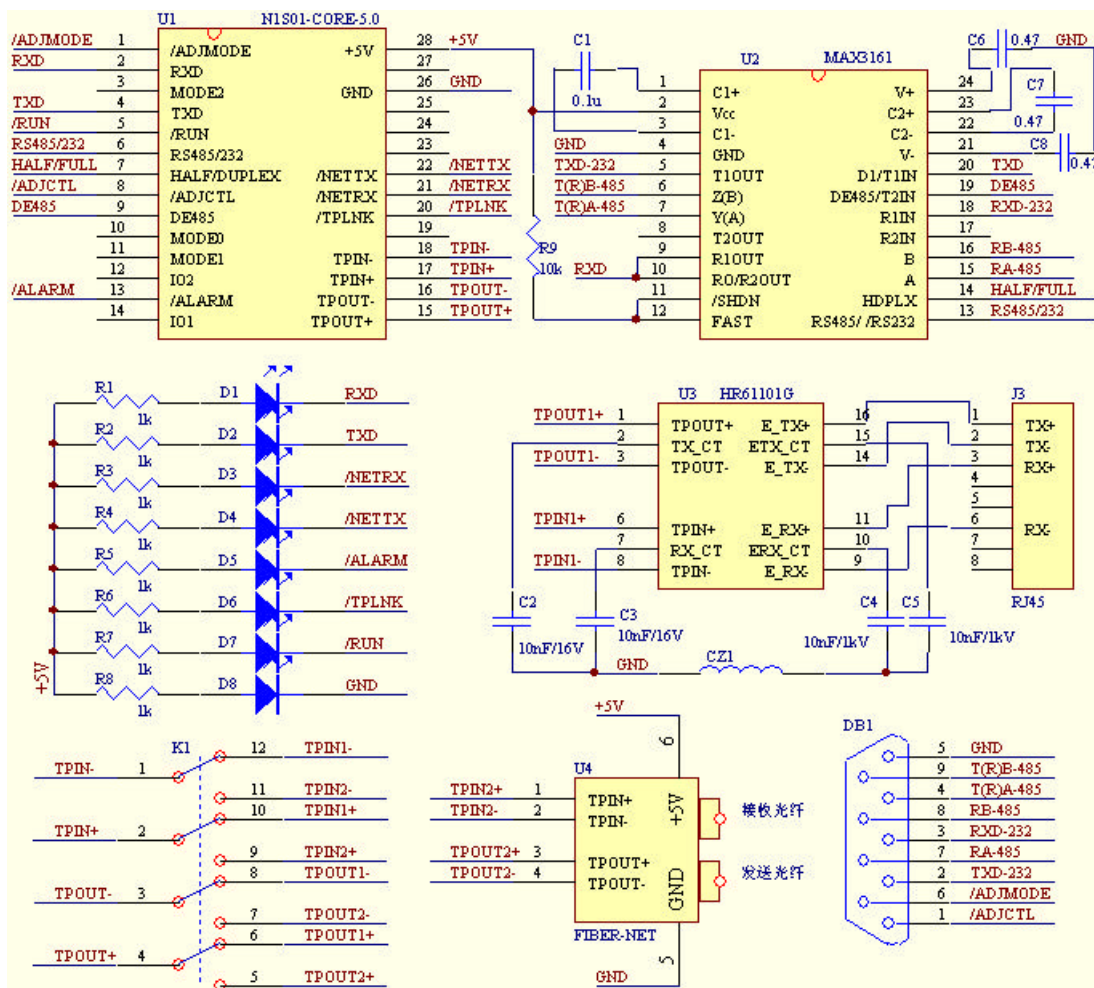 U1 N1S01-CORE-5.0
/ADJMODE 1 /ADJMODE +5V 28 +5V
RXD 2 RXD 27
3 MODE2 GND 26 GND
TXD 4 TXD 25
/RUN 5 /RUN 24
RS485/232 6 RS485/232 23
HALF/FULL 7 HALF/DUPLEX /NETTX 22 /NETTX
/ADJCTL 8 /ADJCTL /NETRX 21 /NETRX
DE485 9 DE485 /TPLNK 20 /TPLNK
10 MODE0 19
11 MODE1 TPIN- 18 TPIN-
12 IO2 TPIN+ 17 TPIN+
/ALARM 13 /ALARM TPOUT- 16 TPOUT-
14 IO1 TPOUT+ 15 TPOUT+
C1
0.1u
R9
10k
U2 MAX3161
1 C1+ V+ 24
2 Vcc C2+ 23
3 C1- C2- 22
GND 4 GND V- 21
TXD-232 5 T1OUT D1/T1IN 20 TXD
T(R)B-485 6 Z(B) DE485/T2IN 19 DE485
T(R)A-485 7 Y(A) R1IN 18 RXD-232
8 T2OUT R2IN 17
9 R1OUT B 16 RB-485
RXD 10 RO/R2OUT A 15 RA-485
11 /SHDN HDPLX 14 HALF/FULL
12 FAST RS485/ /RS232 13 RS485/232
C6 0.47 GND
C7
0.47
C8
0.47
R1 1k D1 RXD
R2 1k D2 TXD
R3 1k D3 /NETRX
R4 1k D4 /NETTX
R5 1k D5 /ALARM
R6 1k D6 /TPLNK
R7 1k D7 /RUN
R8 1k D8 GND
+5V
U3 HR61101G
TPOUT1+ 1 TPOUT+ E_TX+ 16
2 TX_CT ETX_CT 15
TPOUT1- 3 TPOUT- E_TX- 14
TPIN1+ 6 TPIN+ E_RX+ 11
7 RX_CT ERX_CT 10
TPIN1- 8 TPIN- E_RX- 9
J3
1 TX+
2 TX-
3 RX+
4
5
6 RX-
7
8
RJ45
C2 10nF/16V
C3 10nF/16V
C4 C5
10nF/1kV 10nF/1kV
GND CZ1
K1
TPIN- 1 12 TPIN1-
11 TPIN2-
TPIN+ 2 10 TPIN1+
9 TPIN2+
TPOUT- 3 8 TPOUT1-
7 TPOUT2-
TPOUT+ 4 6 TPOUT1+
5 TPOUT2+
+5V
6
U4
TPIN2+ 1 TPIN+ +5V 接收光纤
TPIN2- 2 TPIN-
TPOUT2+ 3 TPOUT+ GND 发送光纤
TPOUT2- 4 TPOUT-
FIBER-NET
5
GND
DB1
5 GND
9 T(R)B-485
4 T(R)A-485
8 RB-485
3 RXD-232
7 RA-485
2 TXD-232
6 /ADJMODE
1 /ADJCTL